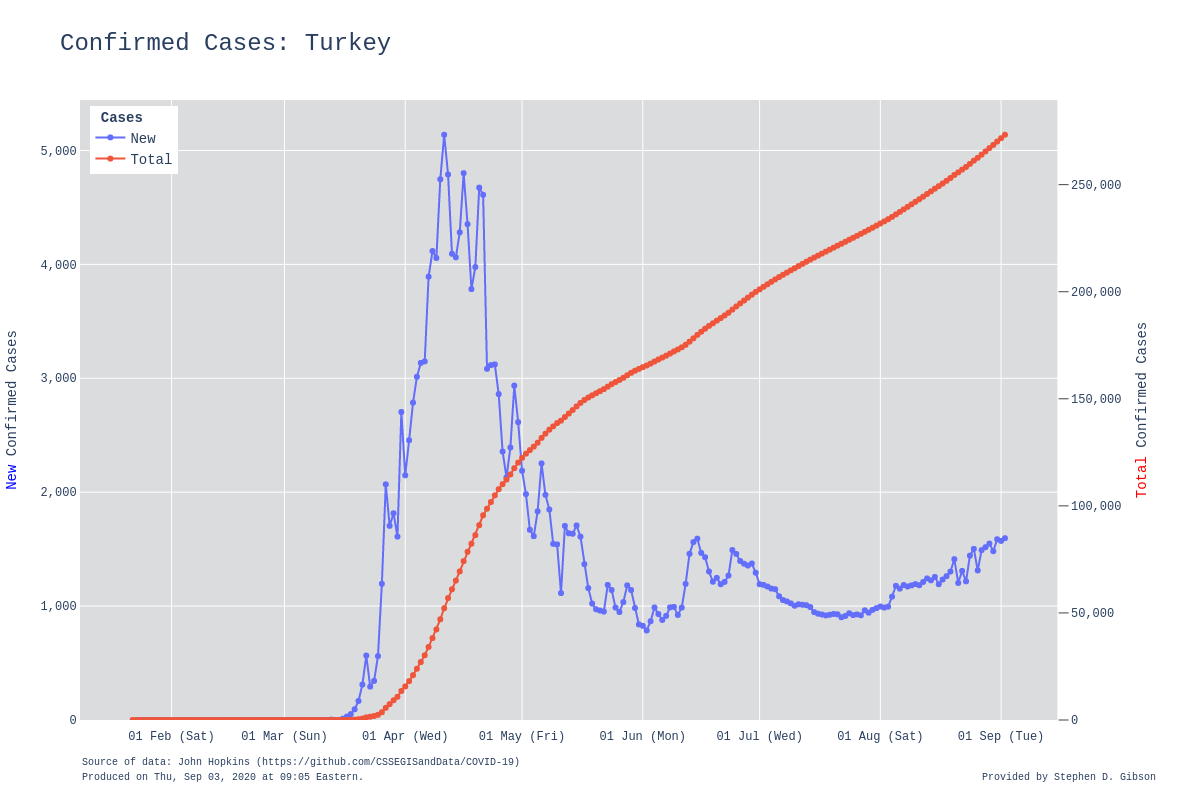 Confirmed Cases: Turkey
Cases
New
Total
5,000
4,000
3,000
2,000
1,000
0
250,000
200,000
150,000
100,000
50,000
0
New Confirmed Cases
Total Confirmed Cases
01 Feb (Sat)
01 Mar (Sun)
01 Apr (Wed)
01 May (Fri)
01 Jun (Mon)
01 Jul (Wed)
01 Aug (Sat)
01 Sep (Tue)
Source of data: John Hopkins (https://github.com/CSSEGISandData/COVID-19)
Produced on Thu, Sep 03, 2020 at 09:05 Eastern.
Provided by Stephen D. Gibson